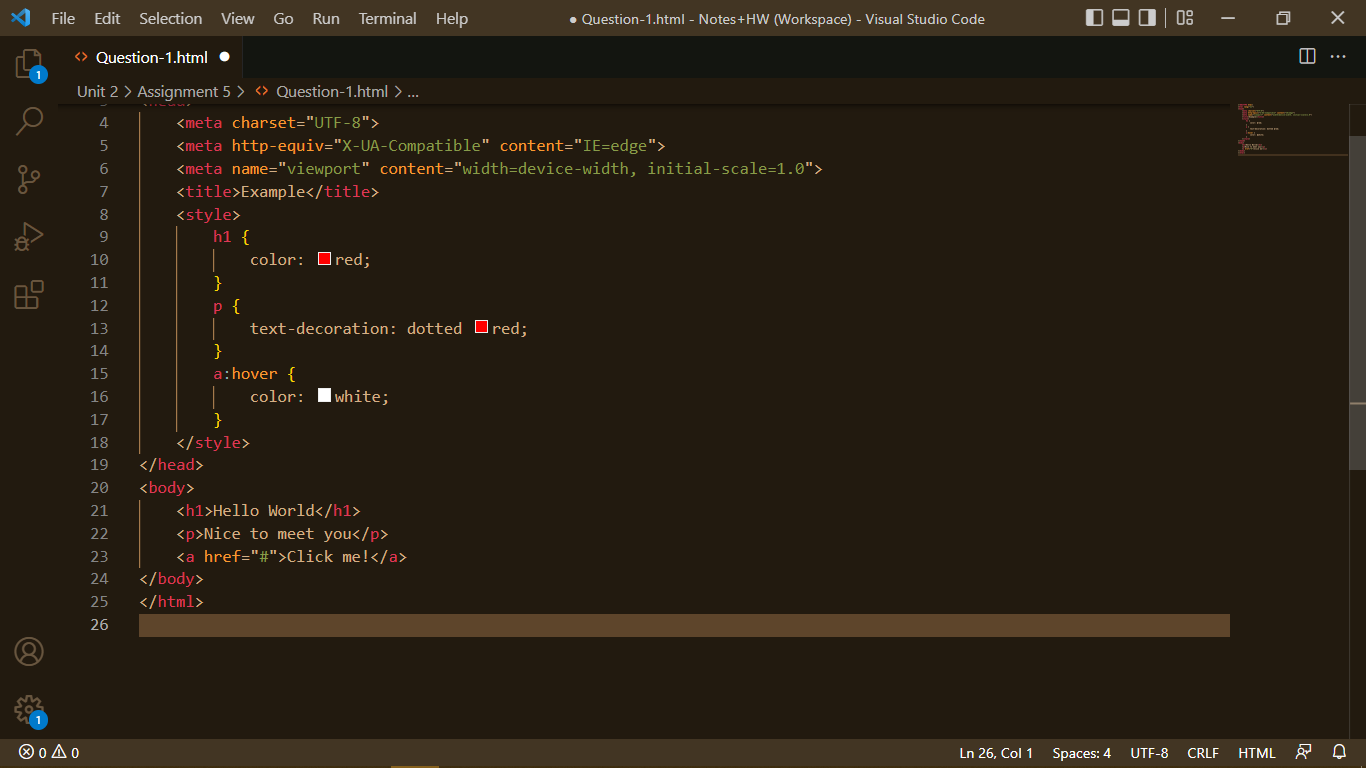 File Edit Selection View Go Run Terminal Help ● Question-1.html - Notes+HW (Workspace) - Visual Studio Code
1
<> Question-1.html ●
Unit 2 > Assignment 5 > <> Question-1.html > ...
3 <head>
4 <meta charset="UTF-8">
5 <meta http-equiv="X-UA-Compatible" content="IE=edge">
6 <meta name="viewport" content="width=device-width, initial-scale=1.0">
7 <title>Example</title>
8 <style>
9 h1 {
10 color: red;
11 }
12 p {
13 text-decoration: dotted red;
14 }
15 a:hover {
16 color: white;
17 }
18 </style>
19 </head>
20 <body>
21 <h1>Hello World</h1>
22 <p>Nice to meet you</p>
23 <a href="#">Click me!</a>
24 </body>
25 </html>
26
1
0 0 Ln 26, Col 1 Spaces: 4 UTF-8 CRLF HTML